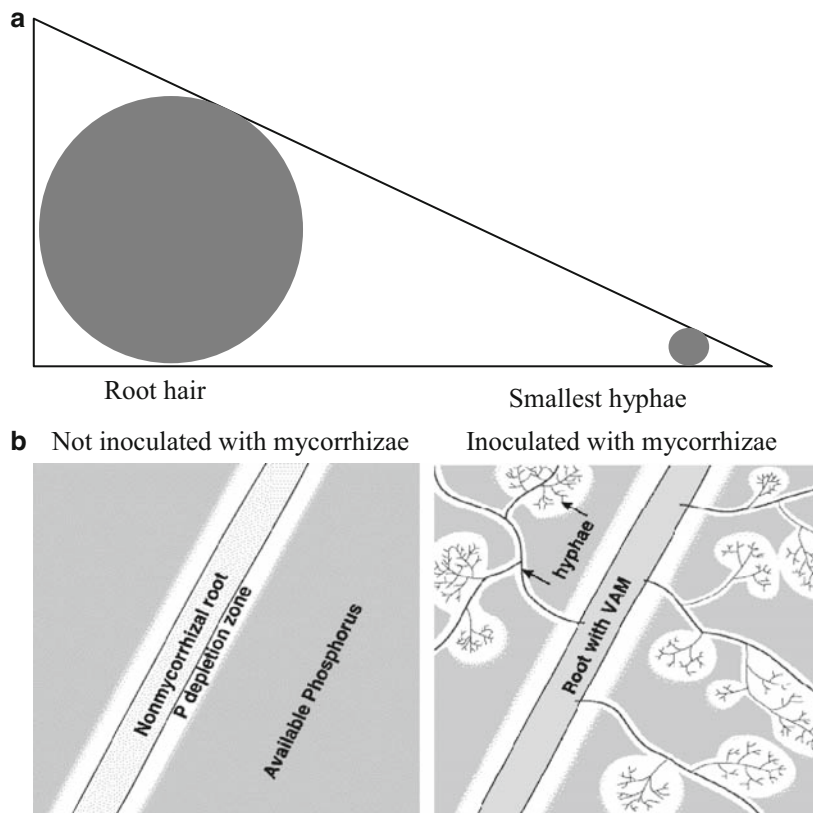 a
Root hair
Smallest hyphae
b Not inoculated with mycorrhizae
Inoculated with mycorrhizae
Nonmycorrhizal root
P depletion zone
Available Phosphorus
hyphae
Root with VAM